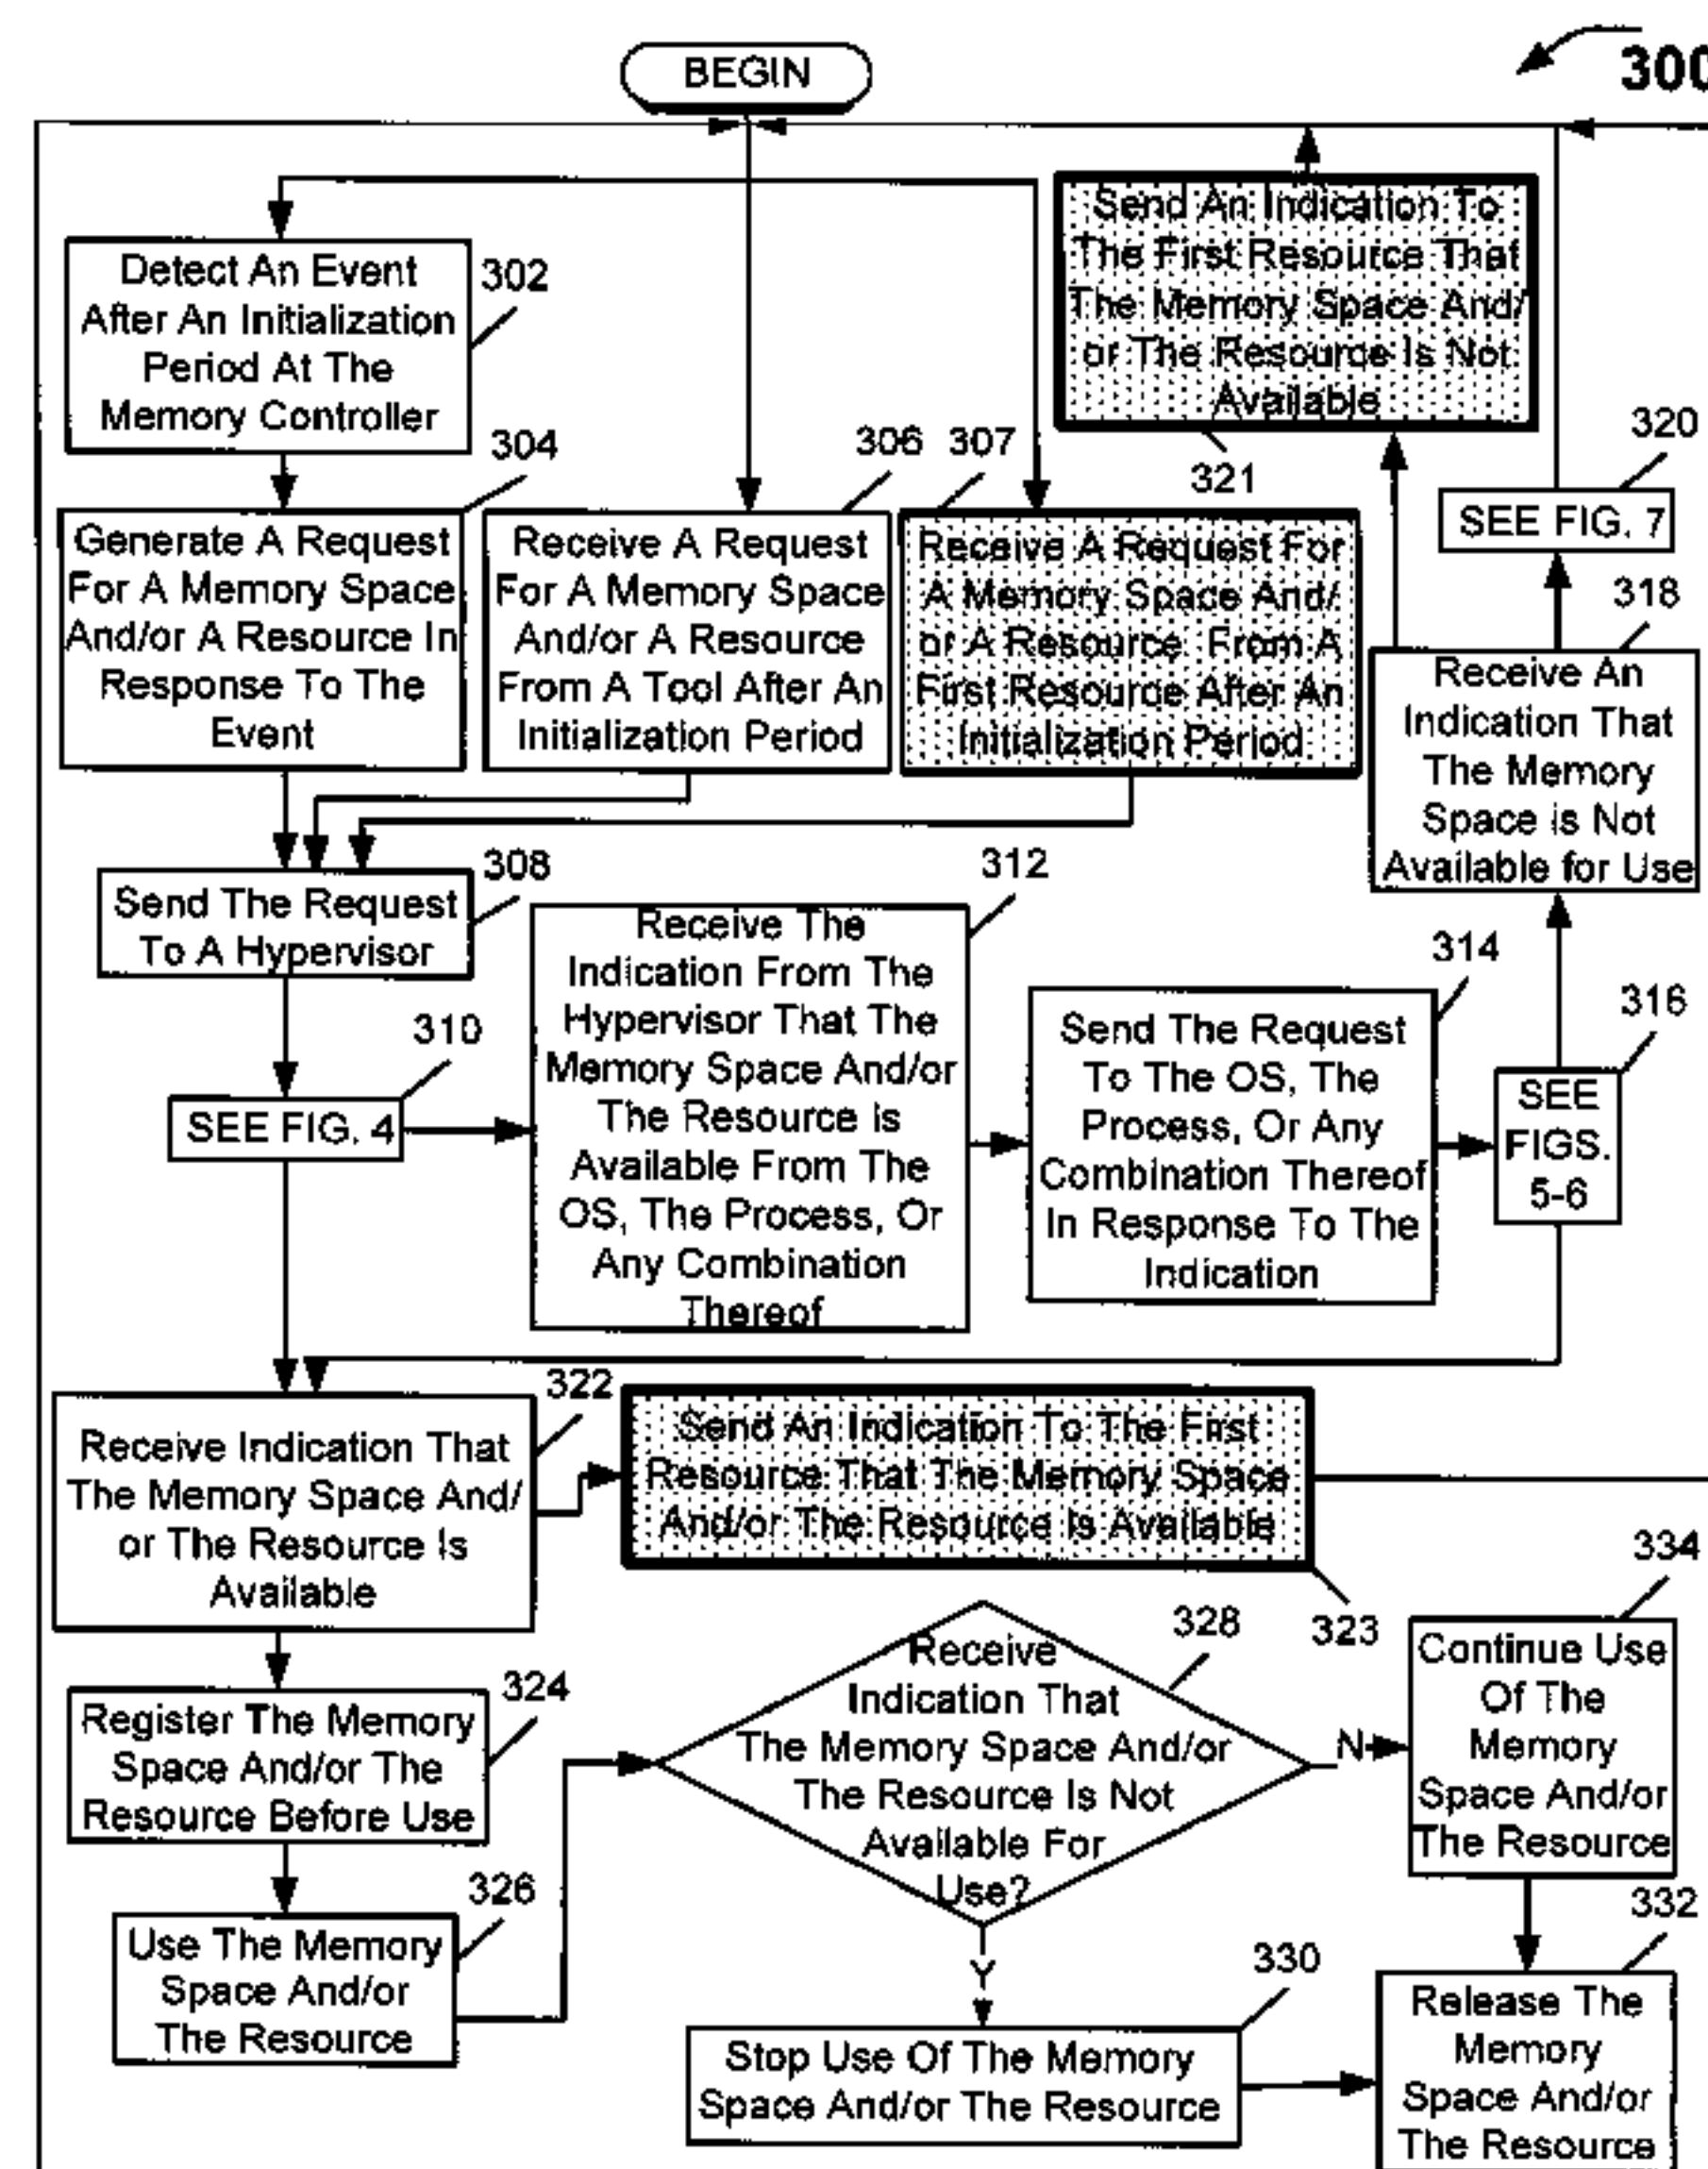 BEGIN
300
Send An Indication To
The First Resource That
The Memory Space And/
or The Resource Is Not
Available
321
Detect An Event
After An Initialization
Period At The
Memory Controller
302
304
306
307
320
SEE FIG. 7
Generate A Request
For A Memory Space
And/or A Resource In
Response To The
Event
Receive A Request
For A Memory Space
And/or A Resource
From A Tool After An
Initialization Period
Receive A Request For
A Memory Space And/
or A Resource From A
First Resource After An
Initialization Period
318
Receive An
Indication That
The Memory
Space is Not
Available for Use
Send The Request
To A Hypervisor
308
310
SEE FIG. 4
312
Receive The
Indication From The
Hypervisor That The
Memory Space And/or
The Resource is
Available From The
OS, The Process, Or
Any Combination
Thereof
314
Send The Request
To The OS, The
Process, Or Any
Combination Thereof
In Response To The
Indication
316
SEE
FIGS.
5-6
322
Receive Indication That
The Memory Space And/
or The Resource Is
Available
Send An Indication To The First
Resource That The Memory Space
And/or The Resource Is Available
323
324
Register The Memory
Space And/or The
Resource Before Use
326
Use The Memory
Space And/or
The Resource
328
Receive
Indication That
The Memory Space And/or
The Resource Is Not
Available For
Use?
N
Y
334
Continue Use
Of The
Memory
Space And/or
The Resource
330
Stop Use Of The Memory
Space And/or The Resource
332
Release The
Memory
Space And/or
The Resource